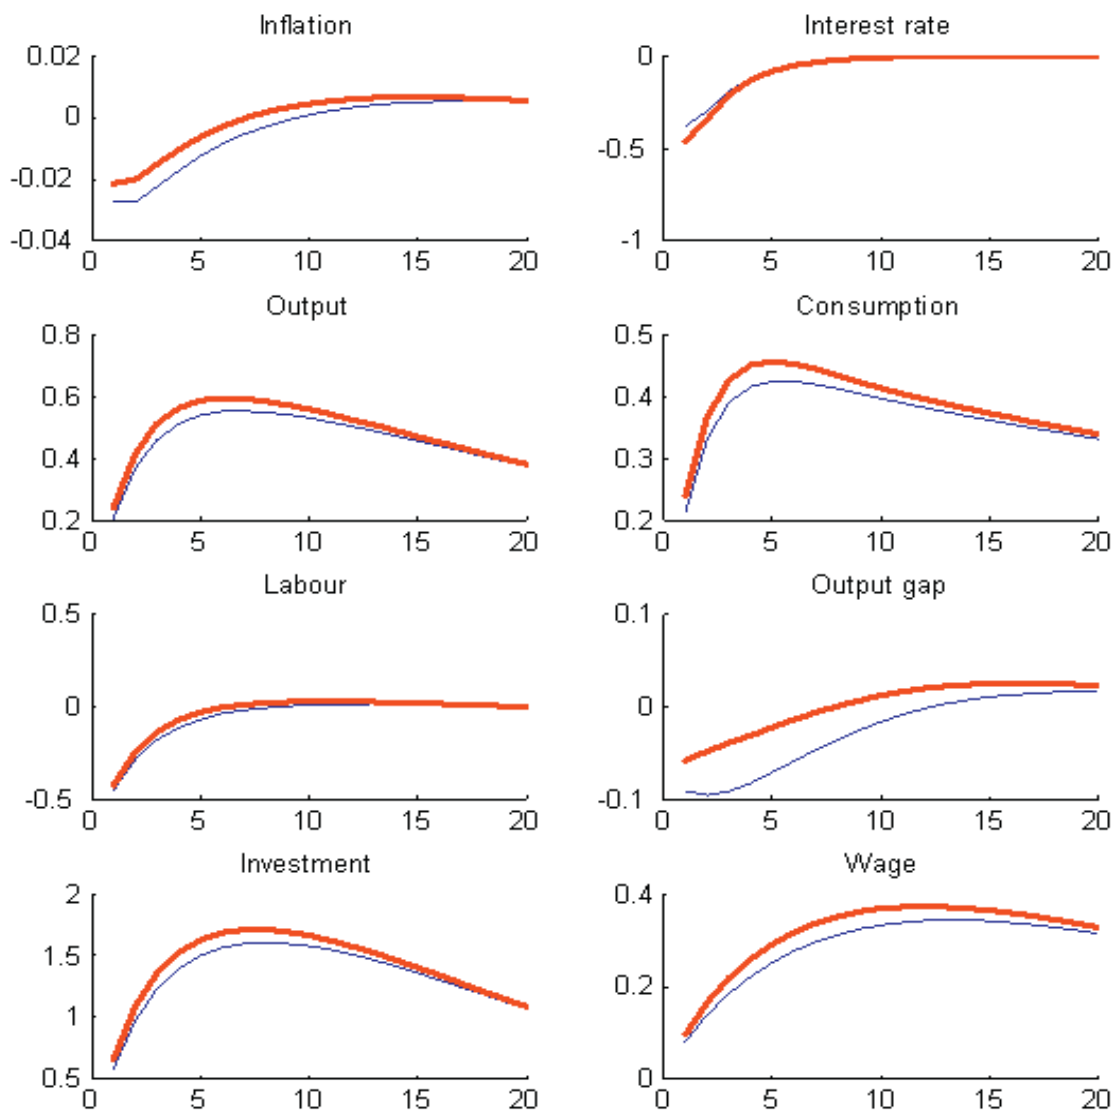 Inflation
0.02
0
-0.02
-0.04
0 5 10 15 20
Interest rate
0
-0.5
-1
0 5 10 15 20
Output
0.8
0.6
0.4
0.2
0 5 10 15 20
Consumption
0.5
0.4
0.3
0.2
0 5 10 15 20
Labour
0.5
0
-0.5
0 5 10 15 20
Output gap
0.1
0
-0.1
0 5 10 15 20
Investment
2
1.5
1
0.5
0 5 10 15 20
Wage
0.4
0.2
0
0 5 10 15 20